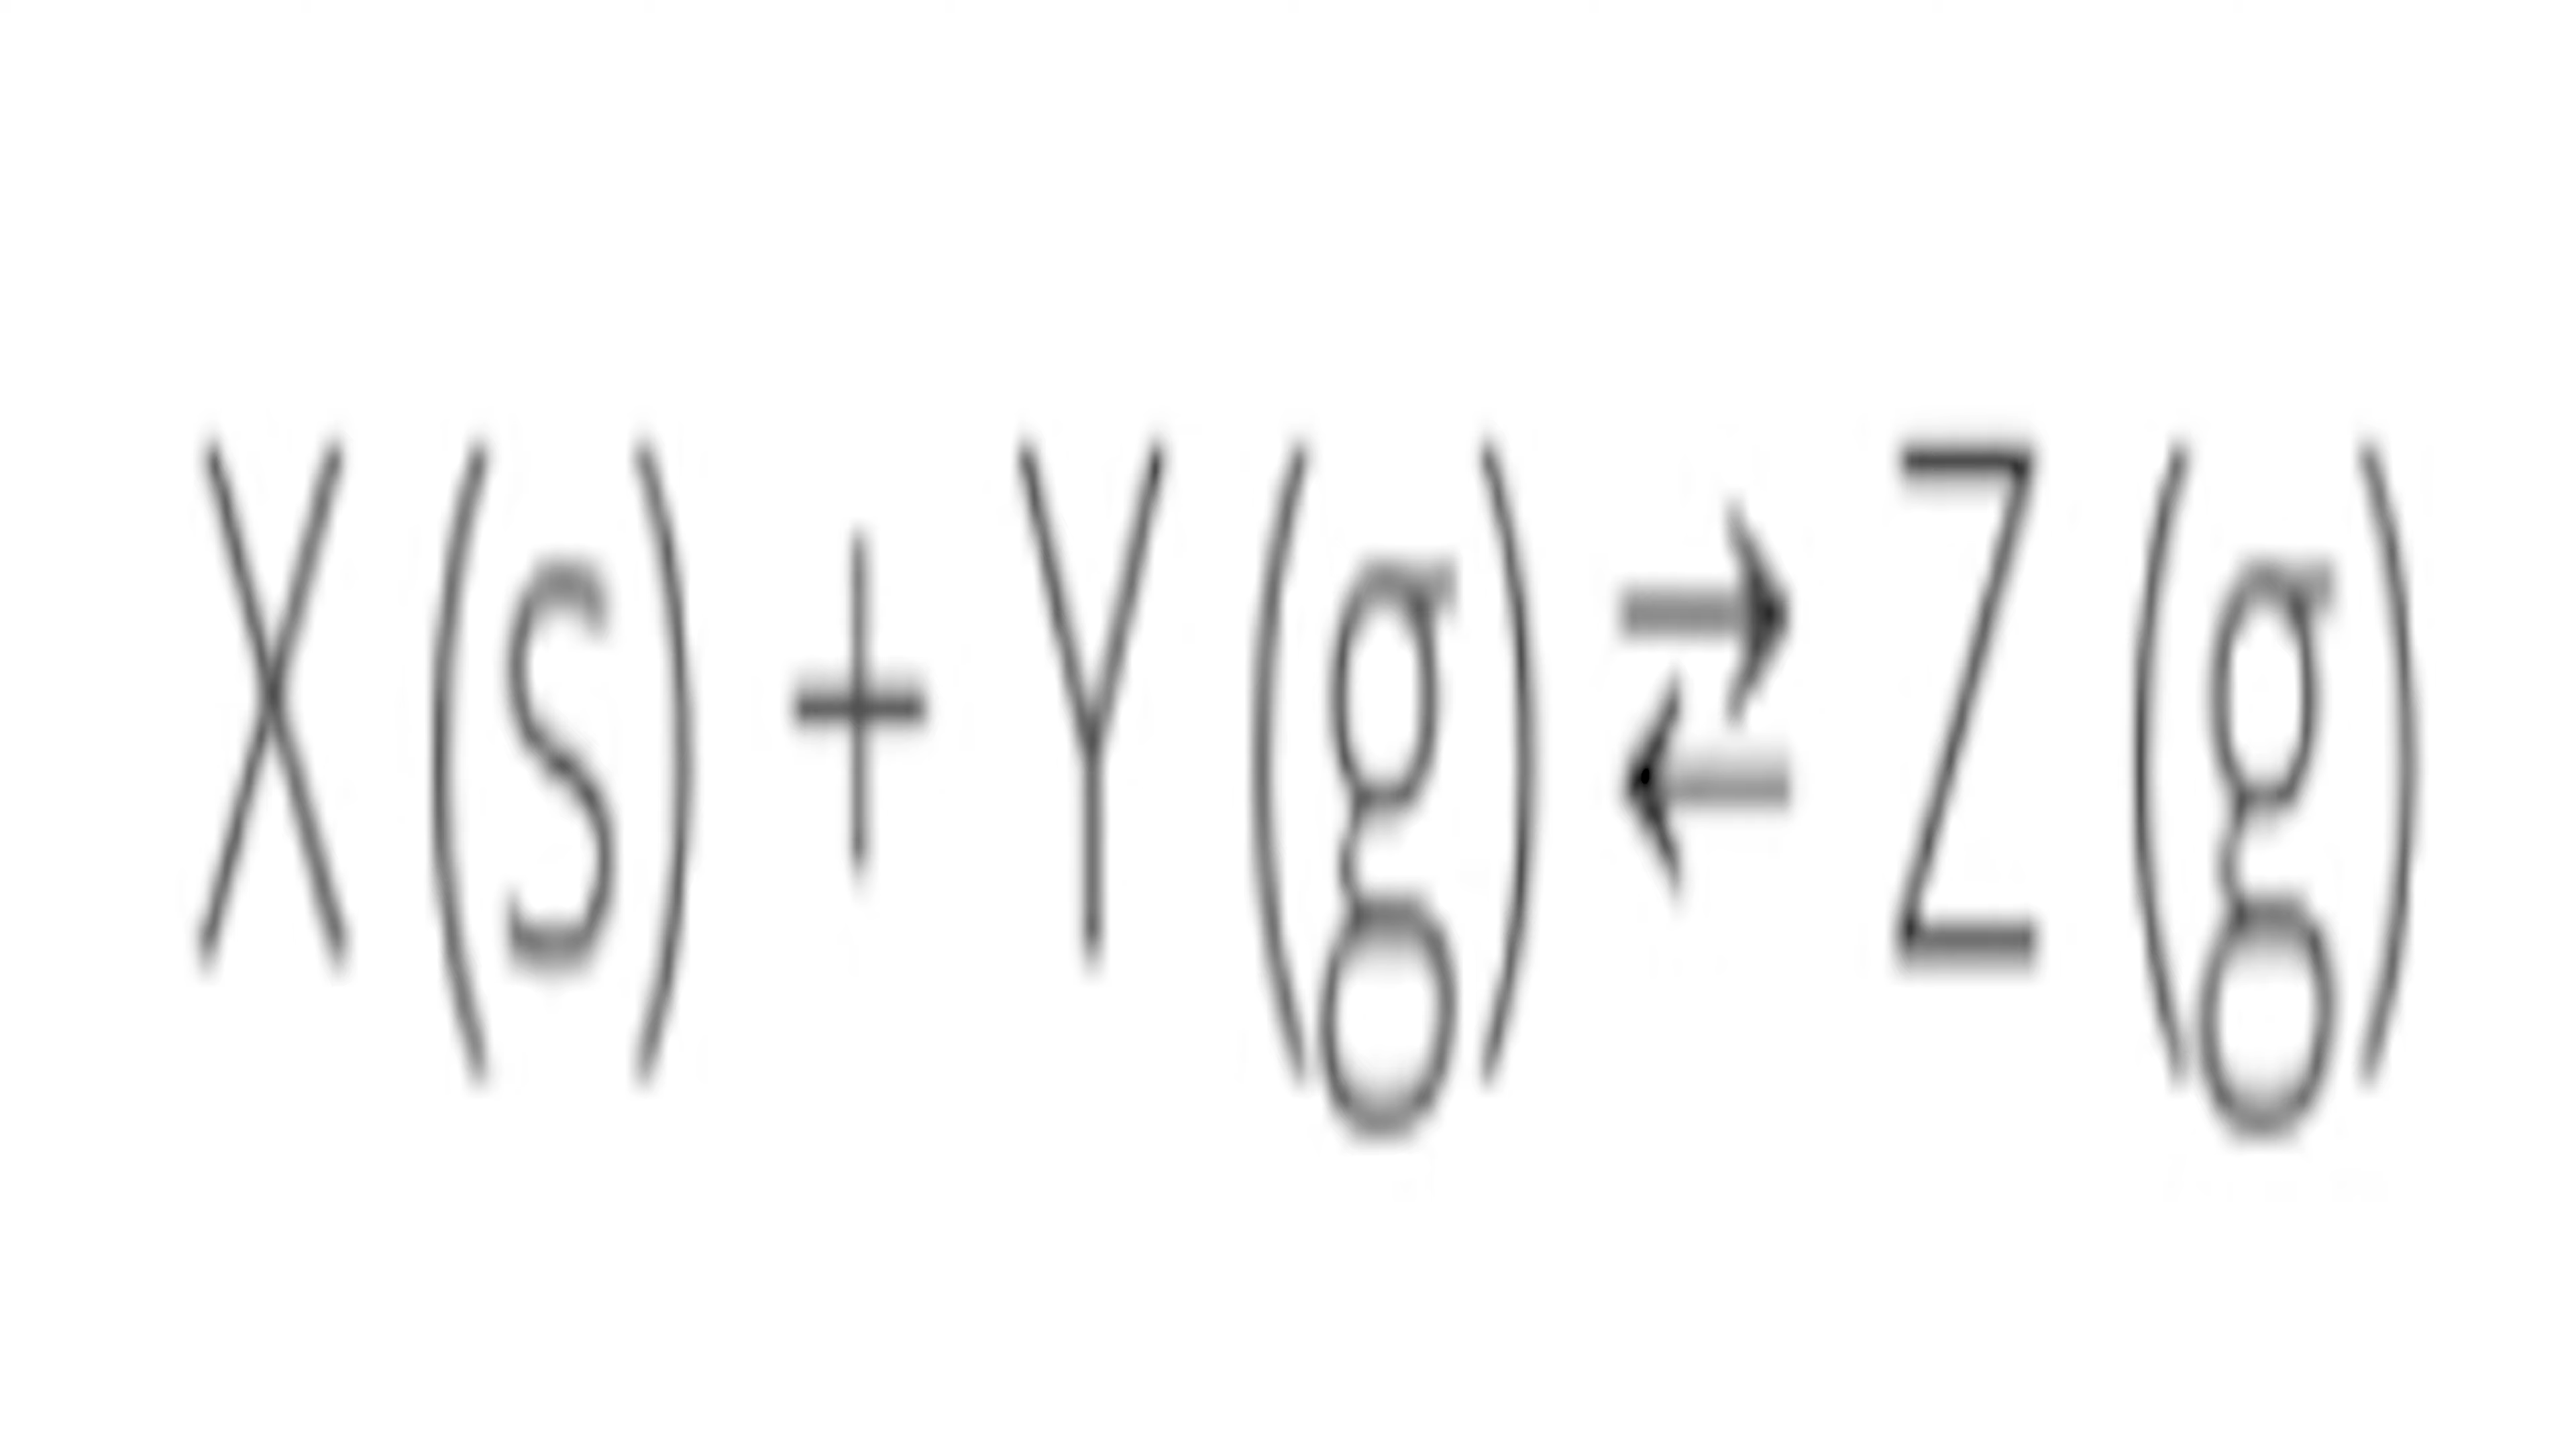 X (s) + Y (g) ⇄ Z (g)